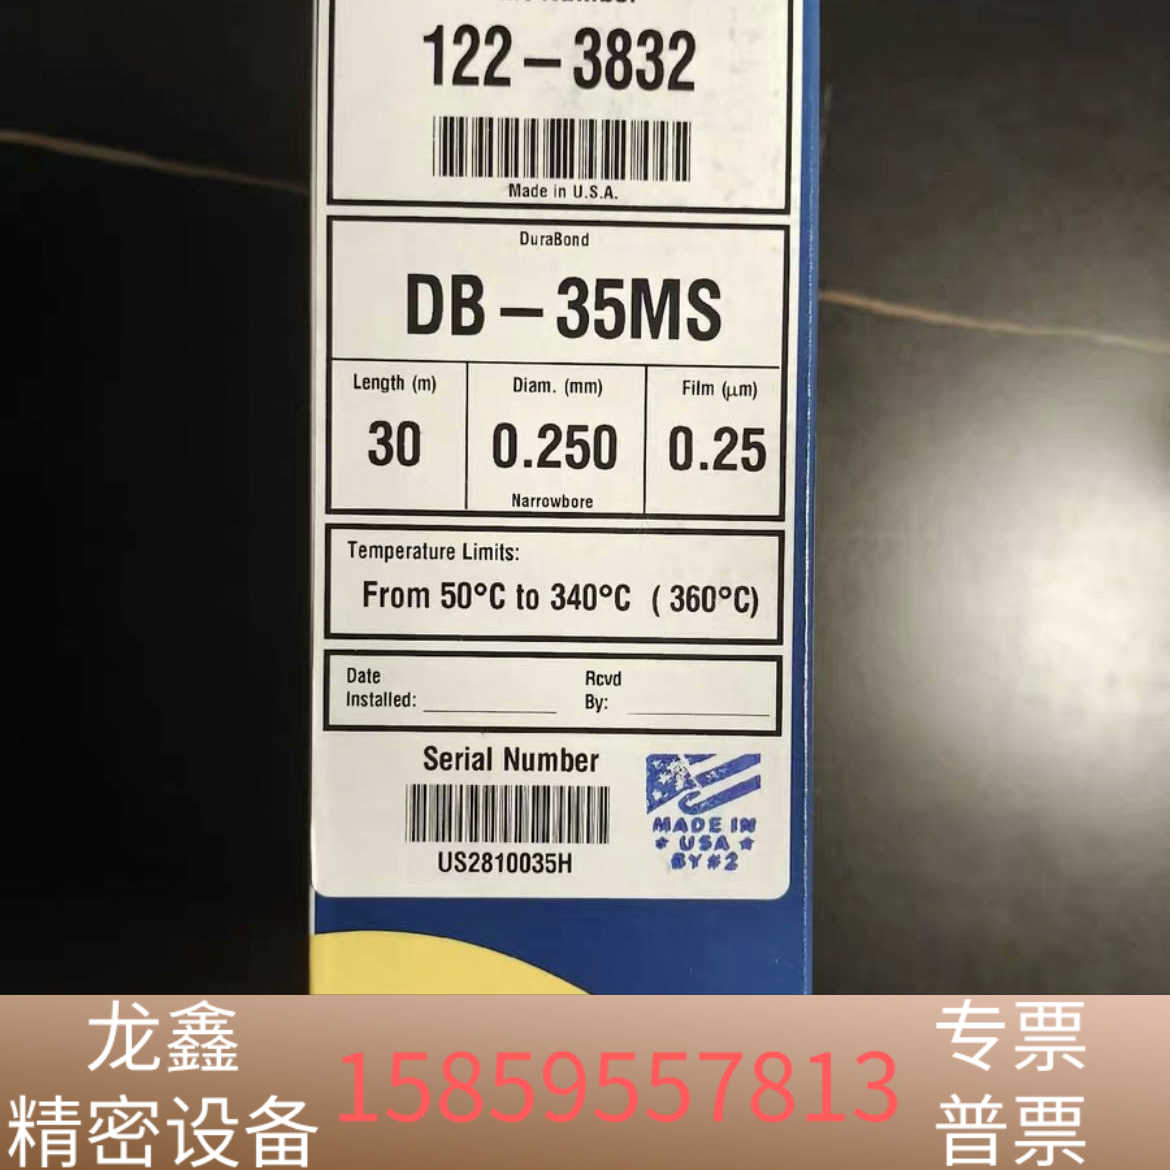 122-3832
Made in U.S.A.
DuraBond
DB-35MS
Length (m)
30
Diam. (mm)
0.250
Narrowbore
Film (μm)
0.25
Temperature Limits:
From 50°C to 340°C (360°C)
Date
Installed:
Rcvd
By:
Serial Number
US2810035H
MADE IN
USA
BY #2
龙鑫
精密设备
15859557813
专票
普票